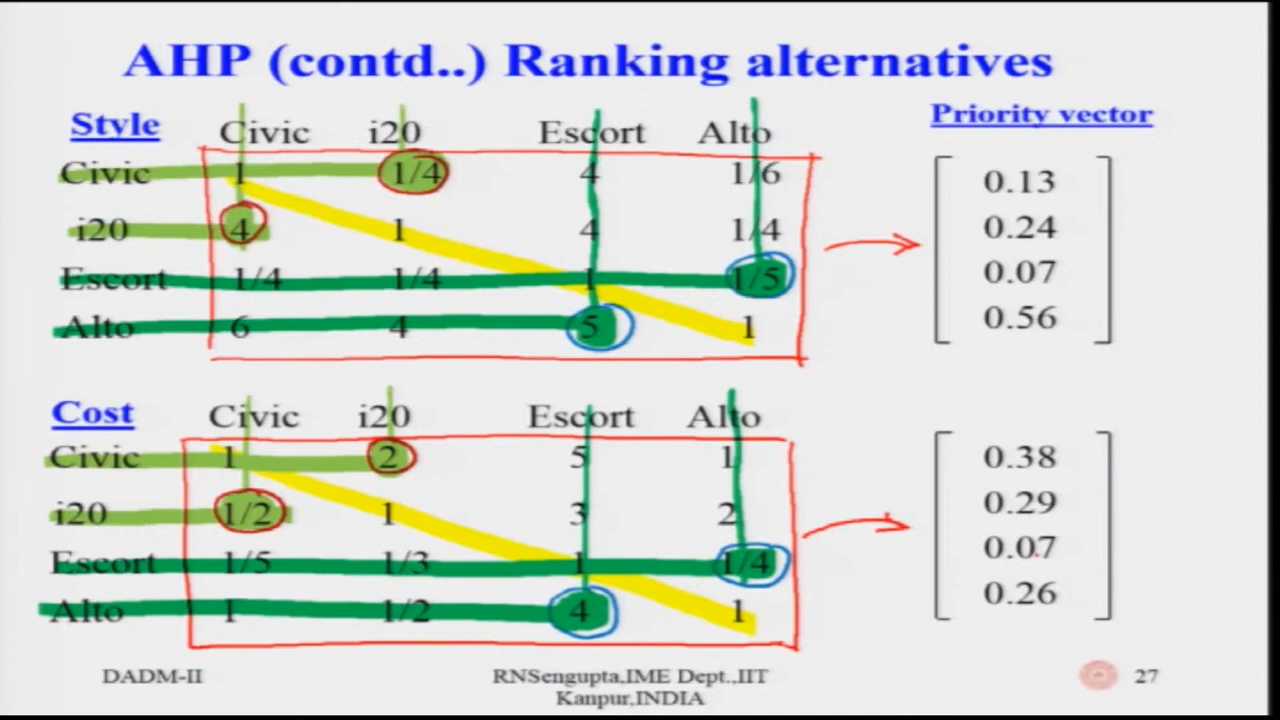 AHP (contd..) Ranking alternatives
Style Civic i20 Escort Alto Priority vector
Civic 1 1/4 4 1/6 0.13
i20 4 1 4 1/4 0.24
Escort 1/4 1/4 1 1/5 0.07
Alto 6 4 5 1 0.56
Cost Civic i20 Escort Alto
Civic 1 2 5 1 0.38
i20 1/2 1 3 2 0.29
Escort 1/5 1/3 1 1/4 0.07
Alto 1 1/2 4 1 0.26
DADM-II RNSengupta,IME Dept.,IIT 27
Kanpur,INDIA